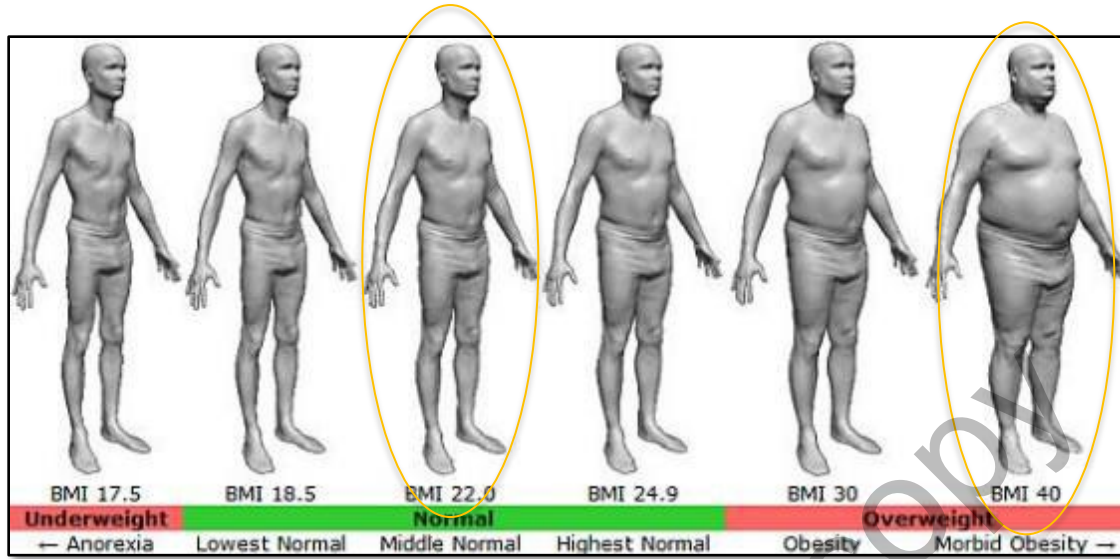 BMI 17.5 BMI 18.5 BMI 22.0 BMI 24.9 BMI 30 BMI 40
Underweight Normal Overweight
← Anorexia Lowest Normal Middle Normal Highest Normal Obesity Morbid Obesity →
opy